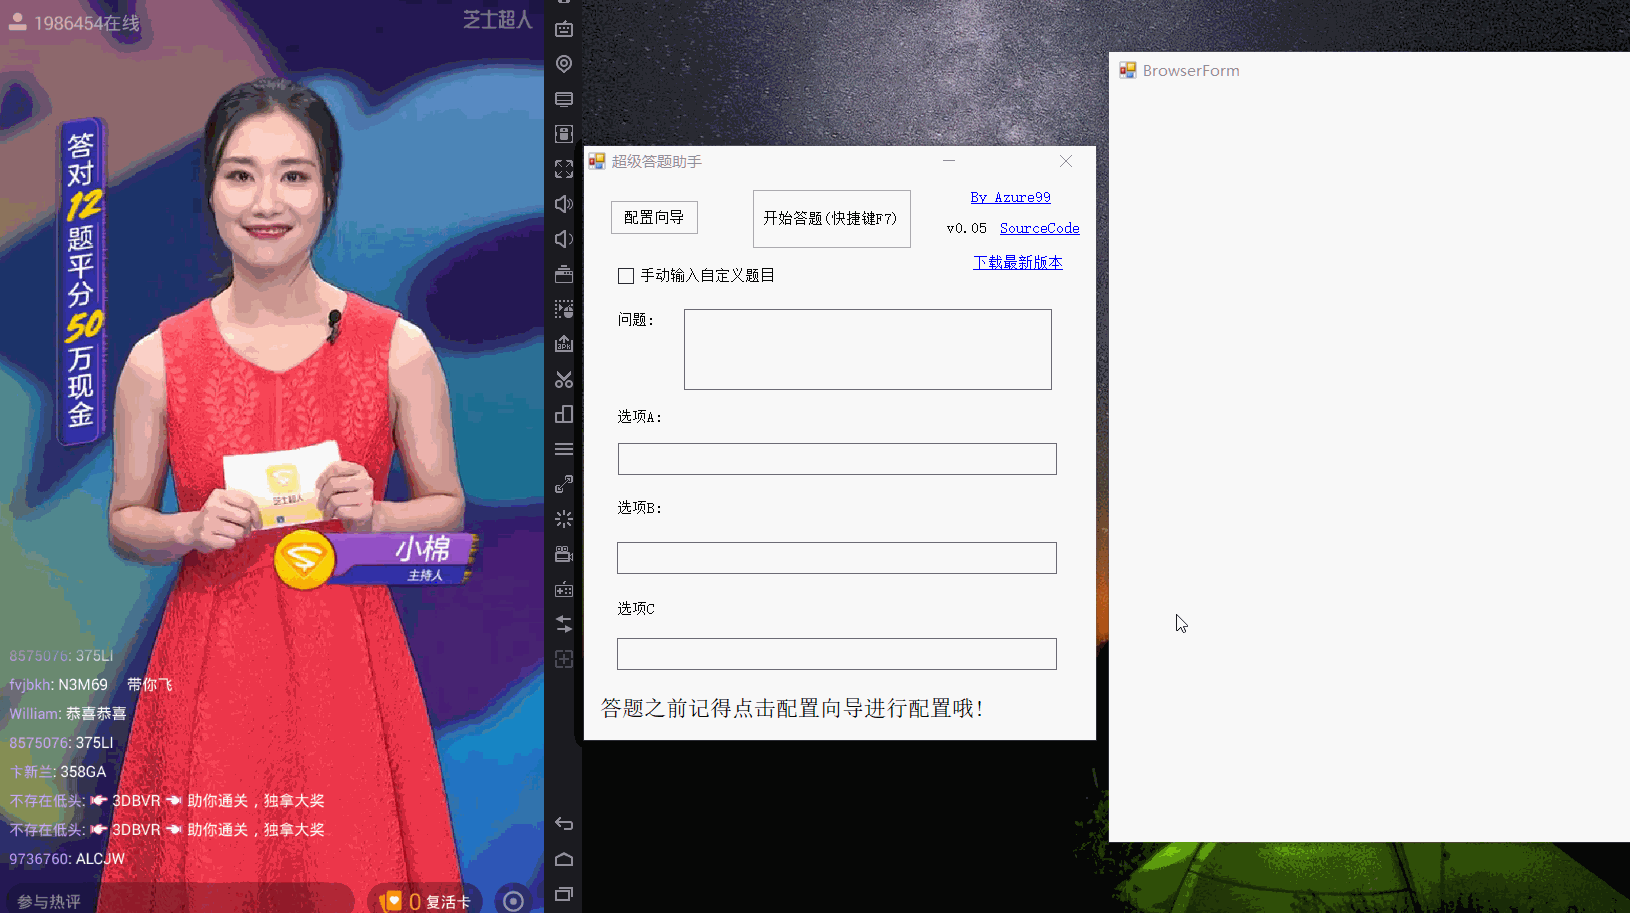 1986454在线
芝士超人
答对12题平分50万现金
芝士超人
小棉
主持人
8575076: 375LI
fvjbkh: N3M69 带你飞
William: 恭喜恭喜
8575076: 375LI
卞新兰: 358GA
不存在低头: 3DBVR 助你通关，独拿大奖
不存在低头: 3DBVR 助你通关，独拿大奖
9736760: ALCJW
参与热评
0 复活卡
超级答题助手
配置向导
开始答题(快捷键F7)
By Azure99
v0.05 SourceCode
下载最新版本
手动输入自定义题目
问题:
选项A:
选项B:
选项C
答题之前记得点击配置向导进行配置哦!
BrowserForm